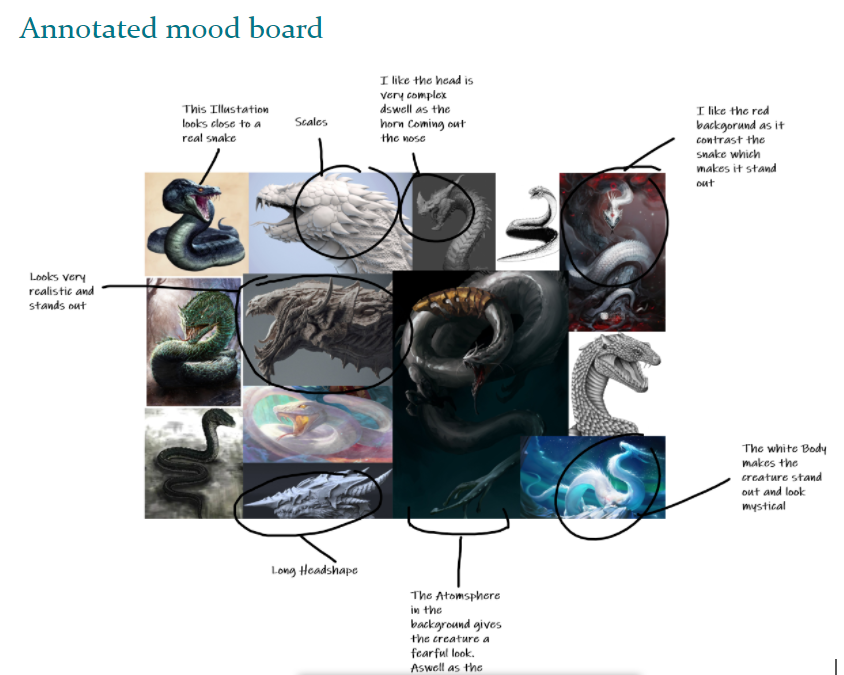 Annotated mood board
I like the head is
very complex
dswell as the
horn Coming out
the nose
This Illustation
looks close to a
real snake
Scales
I like the red
backgorund as it
contrast the
snake which
makes it stand
out
Looks very
realistic and
stands out
The white Body
makes the
creature stand
out and look
mystical
Long Headshape
The Atomsphere
in the
background gives
the creature a
fearful look.
Aswell as the